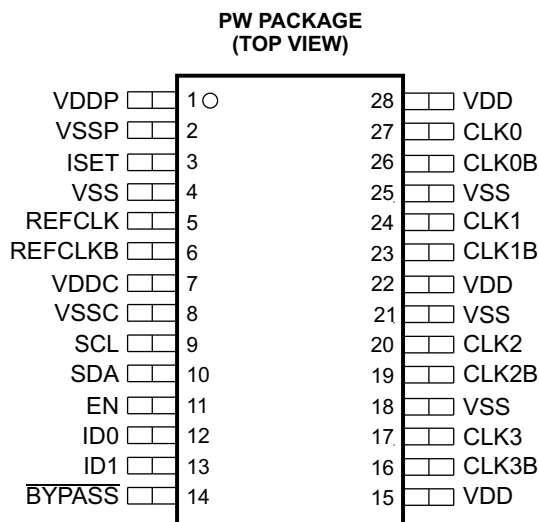 PW PACKAGE
(TOP VIEW)
VDDP 1 28 VDD
VSSP 2 27 CLK0
ISET 3 26 CLK0B
VSS 4 25 VSS
REFCLK 5 24 CLK1
REFCLKB 6 23 CLK1B
VDDC 7 22 VDD
VSSC 8 21 VSS
SCL 9 20 CLK2
SDA 10 19 CLK2B
EN 11 18 VSS
ID0 12 17 CLK3
ID1 13 16 CLK3B
BYPASS 14 15 VDD